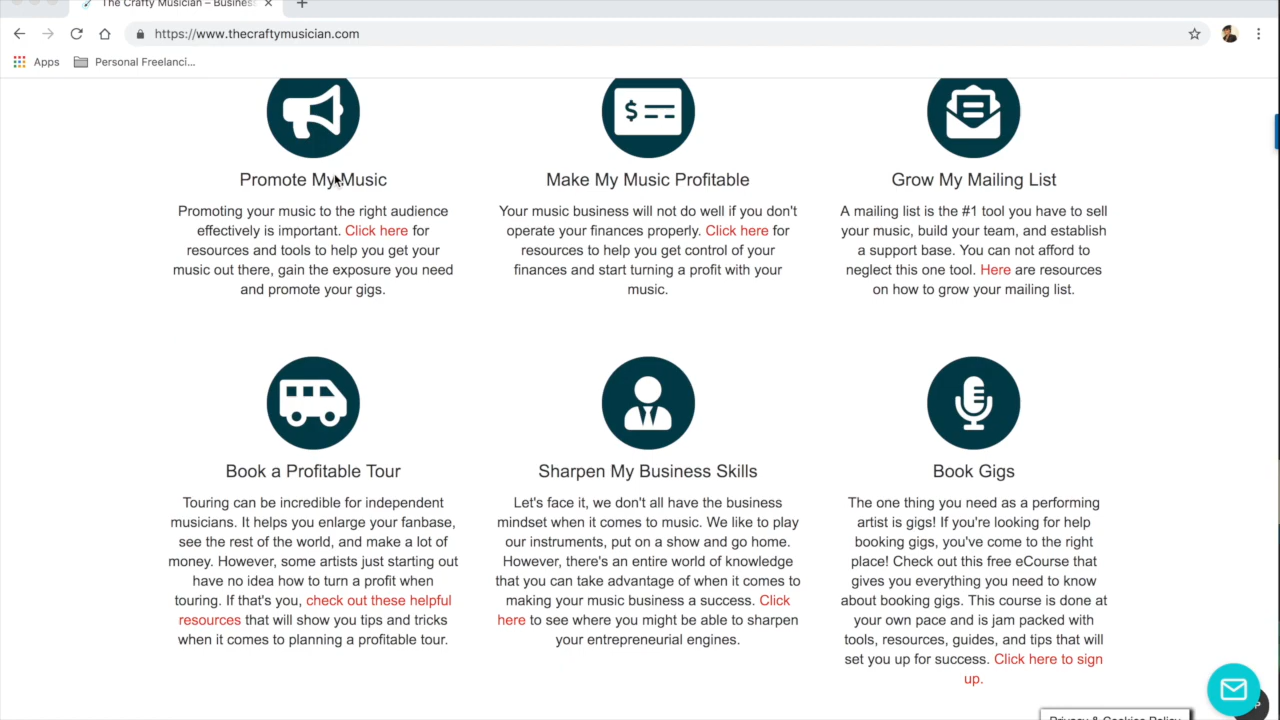 The Crafty Musician – Business
https://www.thecraftymusician.com
Apps
Personal Freelanci...
Promote My Music
Promoting your music to the right audience
effectively is important. Click here for
resources and tools to help you get your
music out there, gain the exposure you need
and promote your gigs.
Make My Music Profitable
Your music business will not do well if you don't
operate your finances properly. Click here for
resources to help you get control of your
finances and start turning a profit with your
music.
Grow My Mailing List
A mailing list is the #1 tool you have to sell
your music, build your team, and establish
a support base. You can not afford to
neglect this one tool. Here are resources
on how to grow your mailing list.
Book a Profitable Tour
Touring can be incredible for independent
musicians. It helps you enlarge your fanbase,
see the rest of the world, and make a lot of
money. However, some artists just starting out
have no idea how to turn a profit when
touring. If that's you, check out these helpful
resources that will show you tips and tricks
when it comes to planning a profitable tour.
Sharpen My Business Skills
Let's face it, we don't all have the business
mindset when it comes to music. We like to play
our instruments, put on a show and go home.
However, there's an entire world of knowledge
that you can take advantage of when it comes to
making your music business a success. Click
here to see where you might be able to sharpen
your entrepreneurial engines.
Book Gigs
The one thing you need as a performing
artist is gigs! If you're looking for help
booking gigs, you've come to the right
place! Check out this free eCourse that
gives you everything you need to know
about booking gigs. This course is done at
your own pace and is jam packed with
tools, resources, guides, and tips that will
set you up for success. Click here to sign
up.
Privacy & Cookies Policy